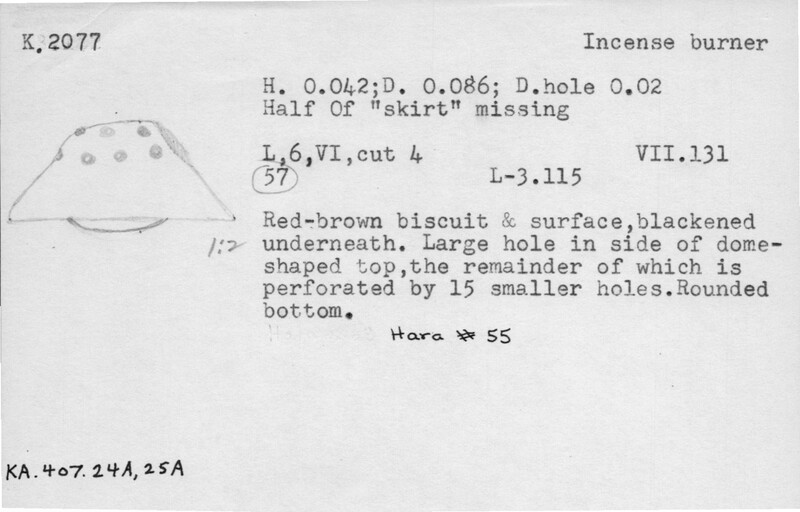 K.2077 Incense burner
H. 0.042;D. 0.086; D.hole 0.02
Half Of "skirt" missing
L,6,VI,cut 4 VII.131
57 L-3.115
Red-brown biscuit & surface,blackened
1:2 underneath. Large hole in side of dome-
shaped top,the remainder of which is
perforated by 15 smaller holes.Rounded
bottom.
Hara # 55
KA.407.24A,25A